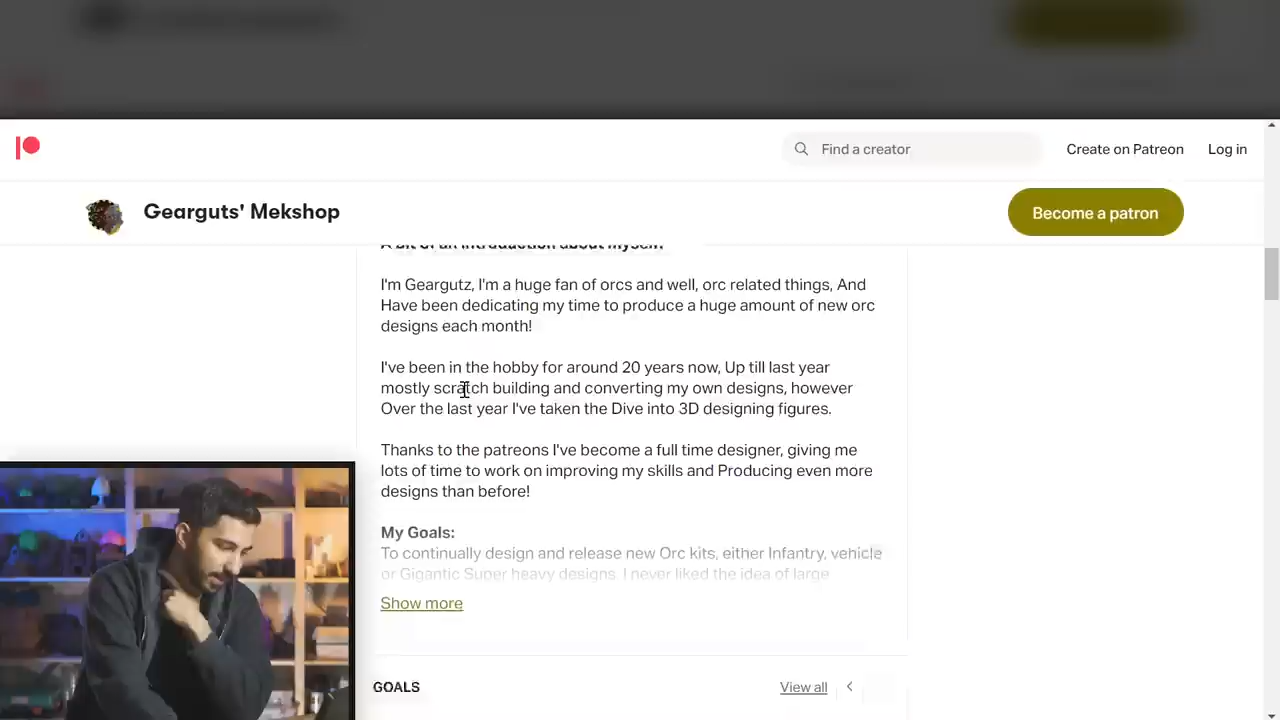 Find a creator
Create on Patreon
Log in
Gearguts' Mekshop
Become a patron
A bit of an introduction about myself.
I'm Geargutz, I'm a huge fan of orcs and well, orc related things, And
Have been dedicating my time to produce a huge amount of new orc
designs each month!
I've been in the hobby for around 20 years now, Up till last year
mostly scratch building and converting my own designs, however
Over the last year I've taken the Dive into 3D designing figures.
Thanks to the patreons I've become a full time designer, giving me
lots of time to work on improving my skills and Producing even more
designs than before!
My Goals:
To continually design and release new Orc kits, either Infantry, vehicle
or Gigantic Super heavy designs. I never liked the idea of large
Show more
GOALS
View all